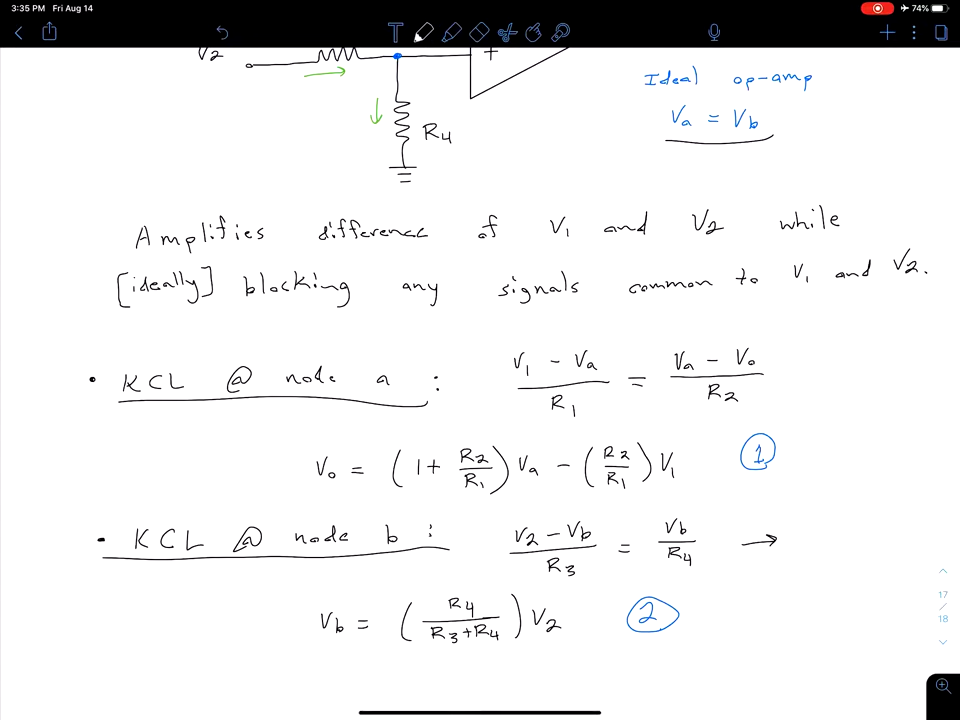 3:35 PM Fri Aug 14
74%
V2
+
R4
Ideal op-amp
Va = Vb
Amplifies difference of V1 and V2 while
[ideally] blocking any signals common to V1 and V2.
• KCL @ node a : (V1 - Va)/R1 = (Va - Vo)/R2
Vo = (1 + R2/R1) Va - (R2/R1) V1 ①
• KCL @ node b : (V2 - Vb)/R3 = Vb/R4 →
Vb = (R4/(R3+R4)) V2 ②
17
/
18